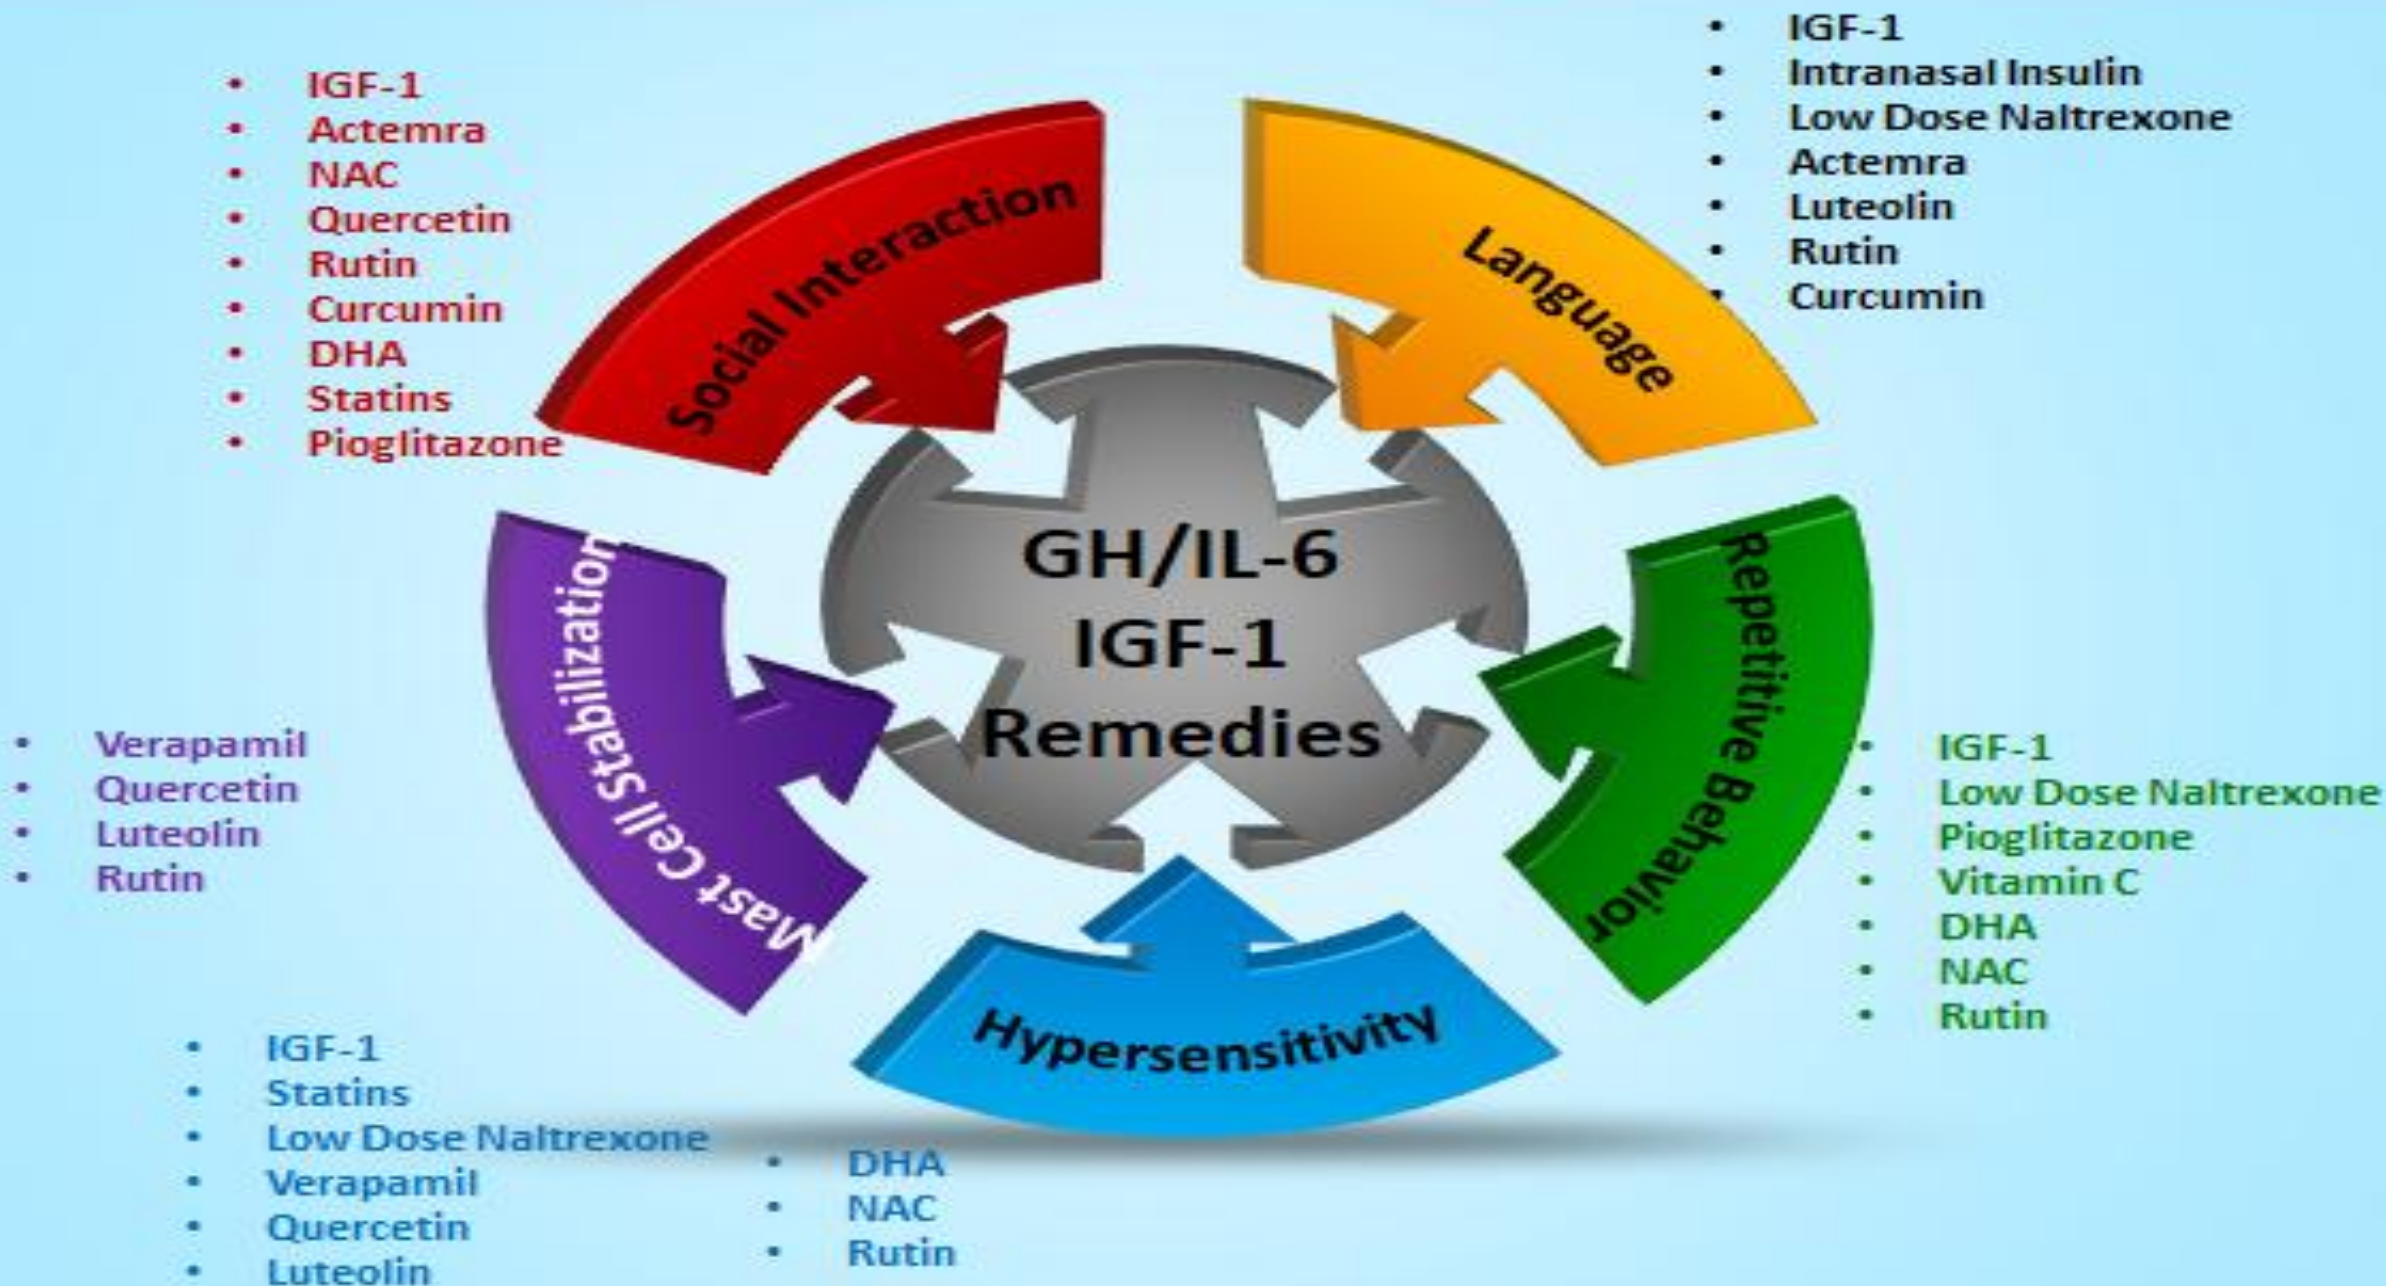 • IGF-1
• Actemra
• NAC
• Quercetin
• Rutin
• Curcumin
• DHA
• Statins
• Pioglitazone
Social Interaction
• IGF-1
• Intranasal Insulin
• Low Dose Naltrexone
• Actemra
• Luteolin
• Rutin
• Curcumin
Language
GH/IL-6
IGF-1
Remedies
Mast Cell Stabilization
• Verapamil
• Quercetin
• Luteolin
• Rutin
Repetitive Behavior
• IGF-1
• Low Dose Naltrexone
• Pioglitazone
• Vitamin C
• DHA
• NAC
• Rutin
Hypersensitivity
• IGF-1
• Statins
• Low Dose Naltrexone
• Verapamil
• Quercetin
• Luteolin
• DHA
• NAC
• Rutin